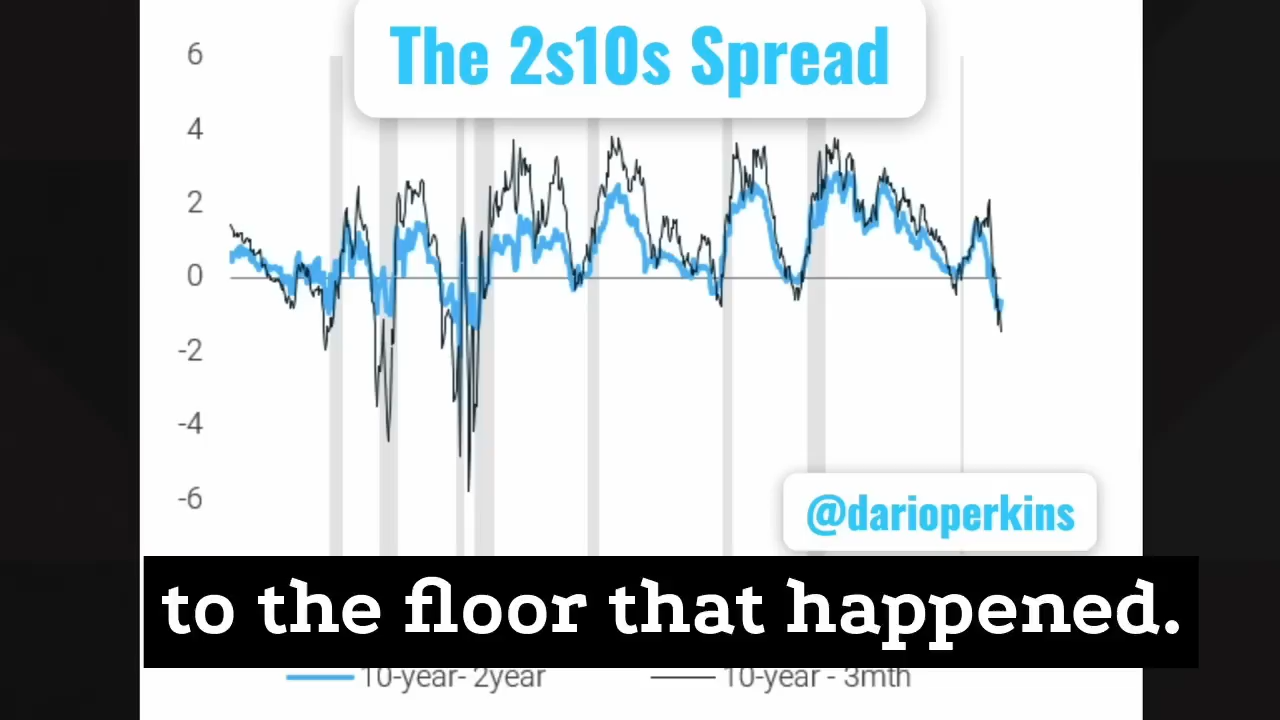 The 2s10s Spread
6
4
2
0
-2
-4
-6
@darioperkins
to the floor that happened.
10-year- 2year
10-year - 3mth